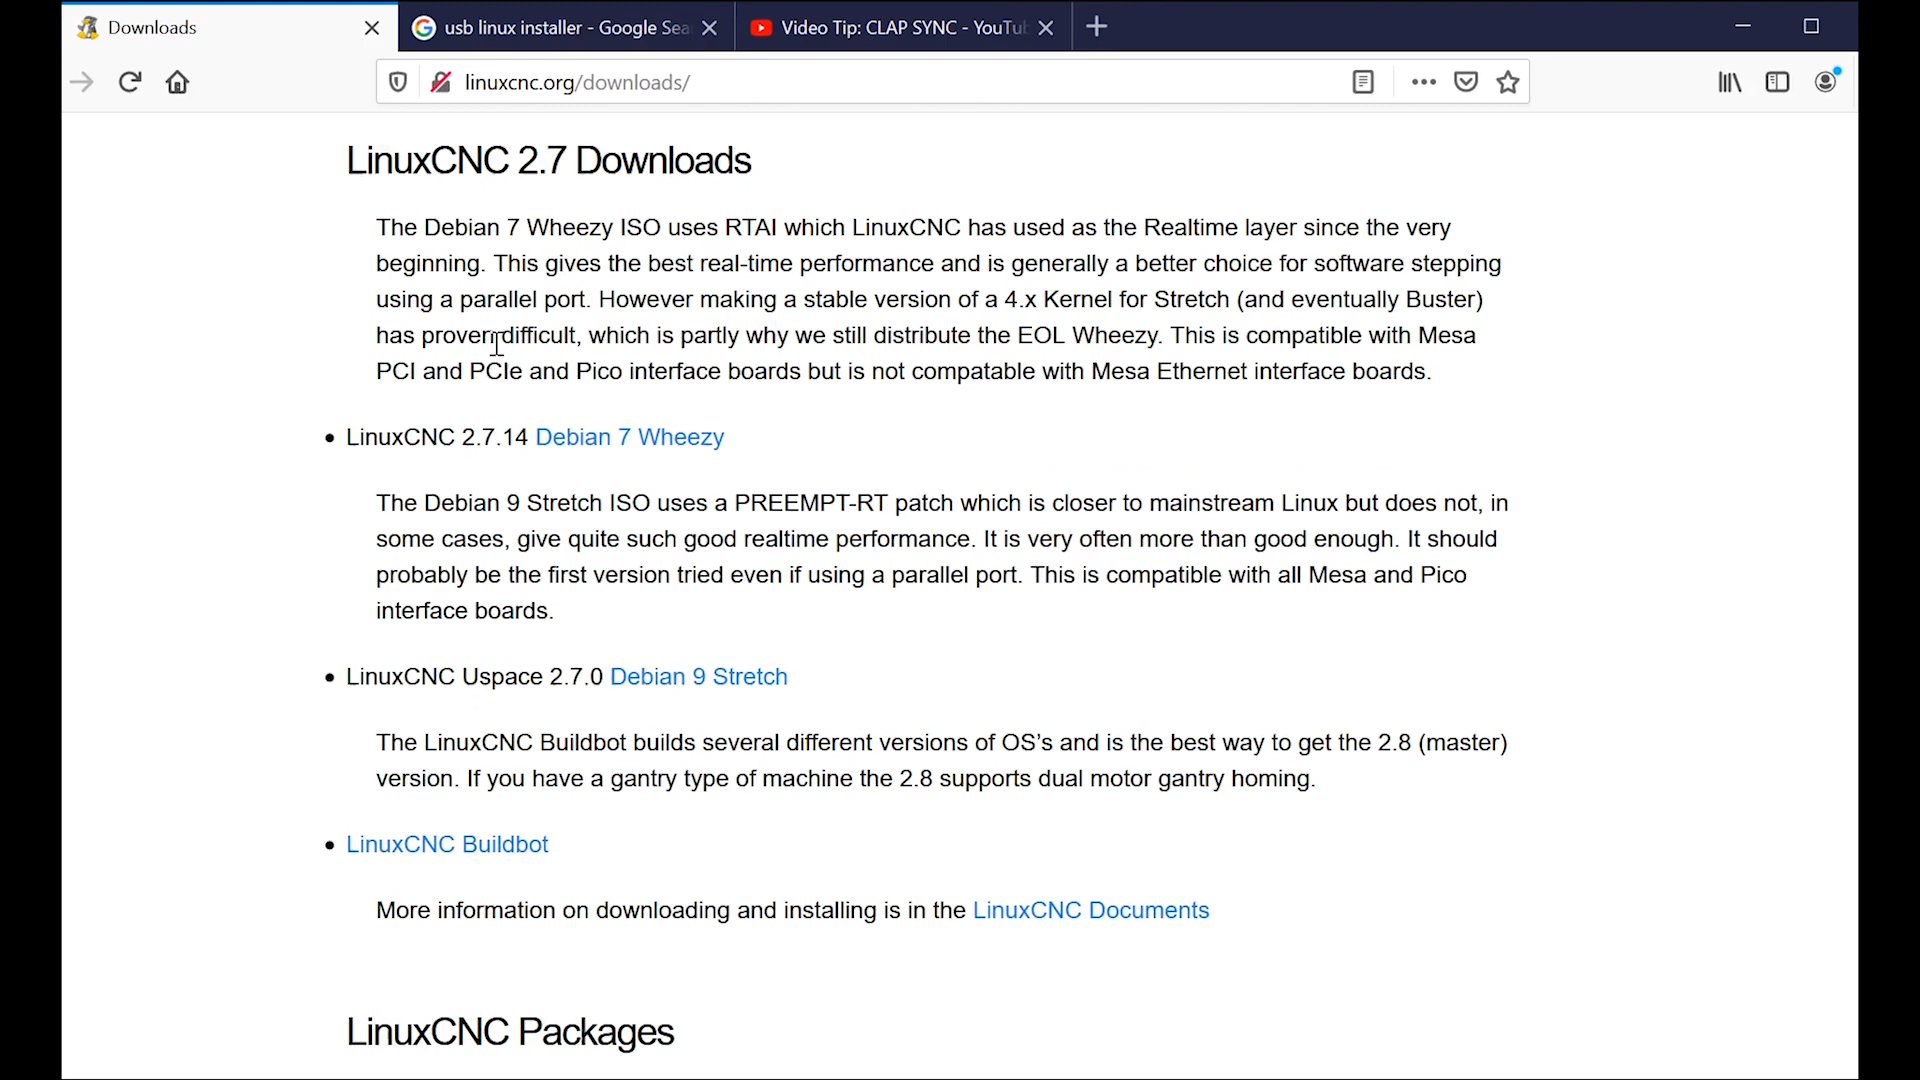 Downloads
usb linux installer - Google Sea
Video Tip: CLAP SYNC - YouTub
linuxcnc.org/downloads/
LinuxCNC 2.7 Downloads
The Debian 7 Wheezy ISO uses RTAI which LinuxCNC has used as the Realtime layer since the very
beginning. This gives the best real-time performance and is generally a better choice for software stepping
using a parallel port. However making a stable version of a 4.x Kernel for Stretch (and eventually Buster)
has proven difficult, which is partly why we still distribute the EOL Wheezy. This is compatible with Mesa
PCI and PCIe and Pico interface boards but is not compatable with Mesa Ethernet interface boards.
• LinuxCNC 2.7.14 Debian 7 Wheezy
The Debian 9 Stretch ISO uses a PREEMPT-RT patch which is closer to mainstream Linux but does not, in
some cases, give quite such good realtime performance. It is very often more than good enough. It should
probably be the first version tried even if using a parallel port. This is compatible with all Mesa and Pico
interface boards.
• LinuxCNC Uspace 2.7.0 Debian 9 Stretch
The LinuxCNC Buildbot builds several different versions of OS’s and is the best way to get the 2.8 (master)
version. If you have a gantry type of machine the 2.8 supports dual motor gantry homing.
• LinuxCNC Buildbot
More information on downloading and installing is in the LinuxCNC Documents
LinuxCNC Packages